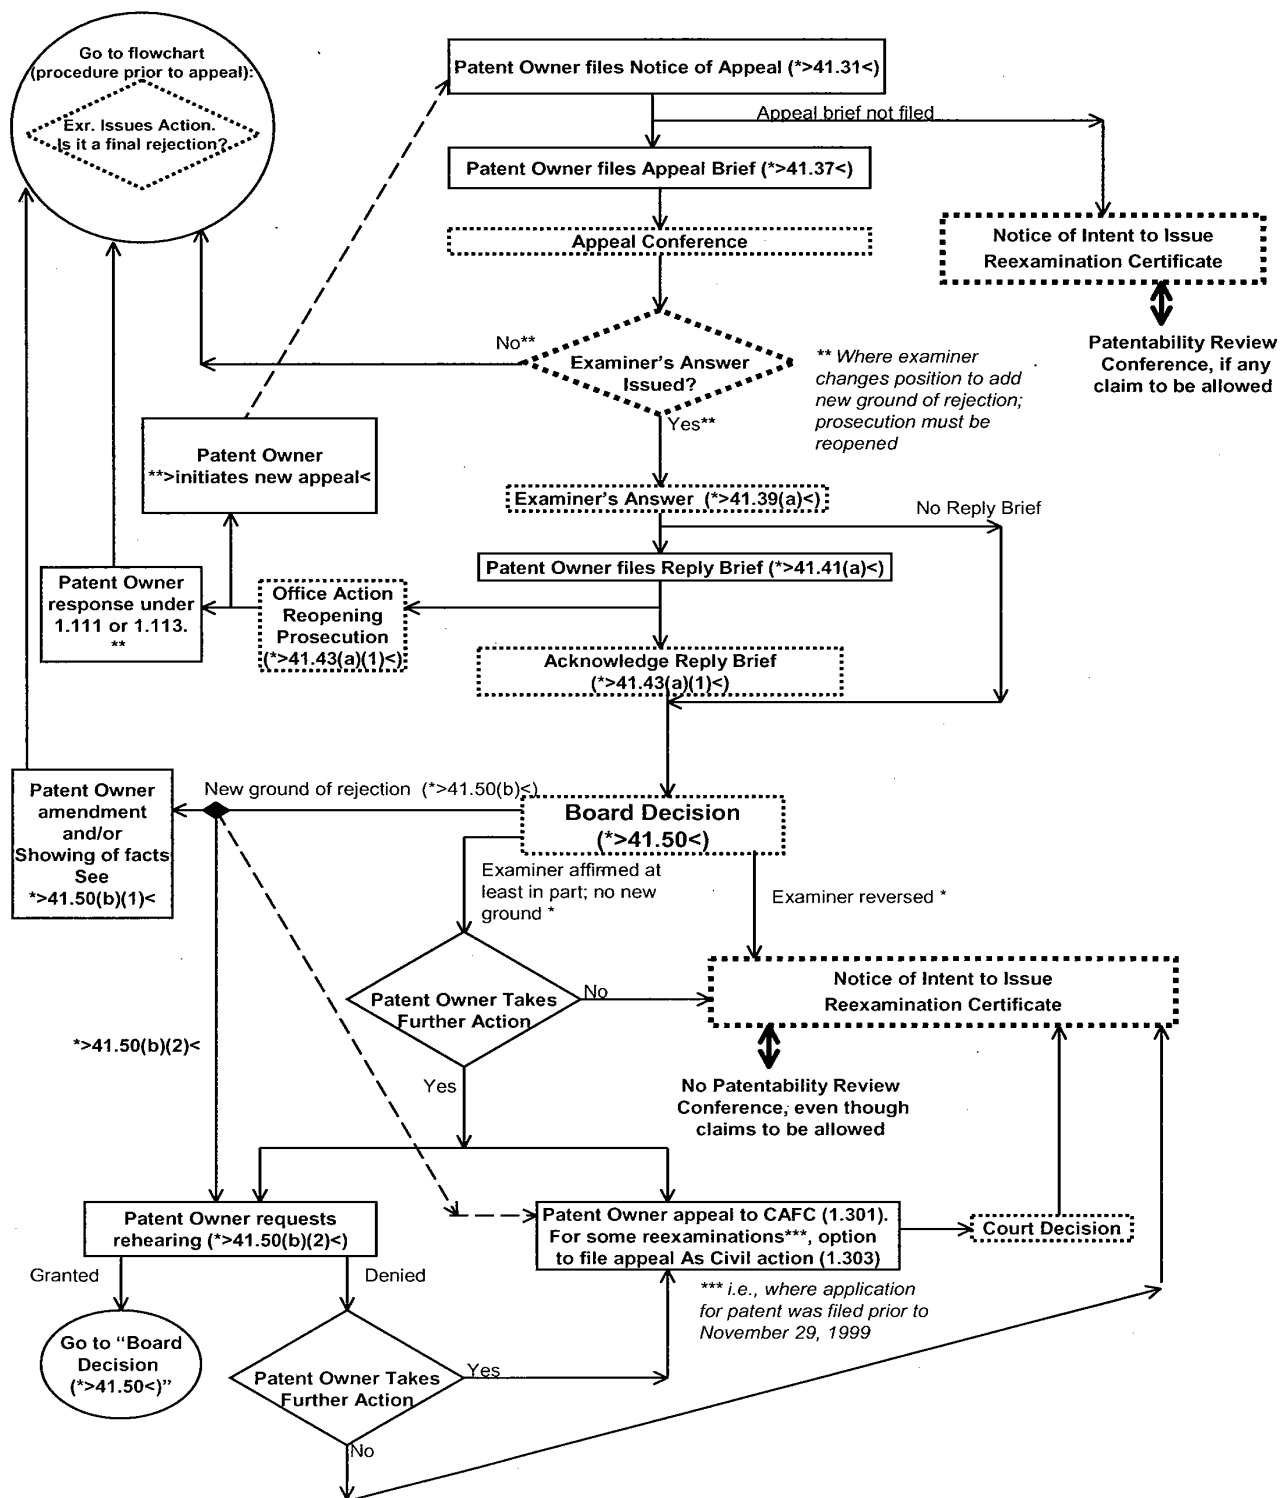 Go to flowchart
(procedure prior to appeal):
Exr. Issues Action.
Is it a final rejection?
Patent Owner files Notice of Appeal (*>41.31<)
Appeal brief not filed
Patent Owner files Appeal Brief (*>41.37<)
Appeal Conference
Notice of Intent to Issue
Reexamination Certificate
Patentability Review
Conference, if any
claim to be allowed
No**
Examiner's Answer
Issued?
** Where examiner
changes position to add
new ground of rejection;
prosecution must be
reopened
Yes**
Patent Owner
**>initiates new appeal<
Examiner's Answer (*>41.39(a)<)
No Reply Brief
Patent Owner files Reply Brief (*>41.41(a)<)
Patent Owner
response under
1.111 or 1.113.
**
Office Action
Reopening
Prosecution
(*>41.43(a)(1)<)
Acknowledge Reply Brief
(*>41.43(a)(1)<)
New ground of rejection (*>41.50(b)<)
Patent Owner
amendment
and/or
Showing of facts
See
*>41.50(b)(1)<
Board Decision
(*>41.50<)
Examiner affirmed at
least in part; no new
ground *
Examiner reversed *
Patent Owner Takes
Further Action
No
Notice of Intent to Issue
Reexamination Certificate
*>41.50(b)(2)<
Yes
No Patentability Review
Conference, even though
claims to be allowed
Patent Owner requests
rehearing (*>41.50(b)(2)<)
Patent Owner appeal to CAFC (1.301).
For some reexaminations***, option
to file appeal As Civil action (1.303)
Court Decision
Granted
Denied
*** i.e., where application
for patent was filed prior to
November 29, 1999
Go to "Board
Decision
(*>41.50<)"
Patent Owner Takes
Further Action
Yes
No